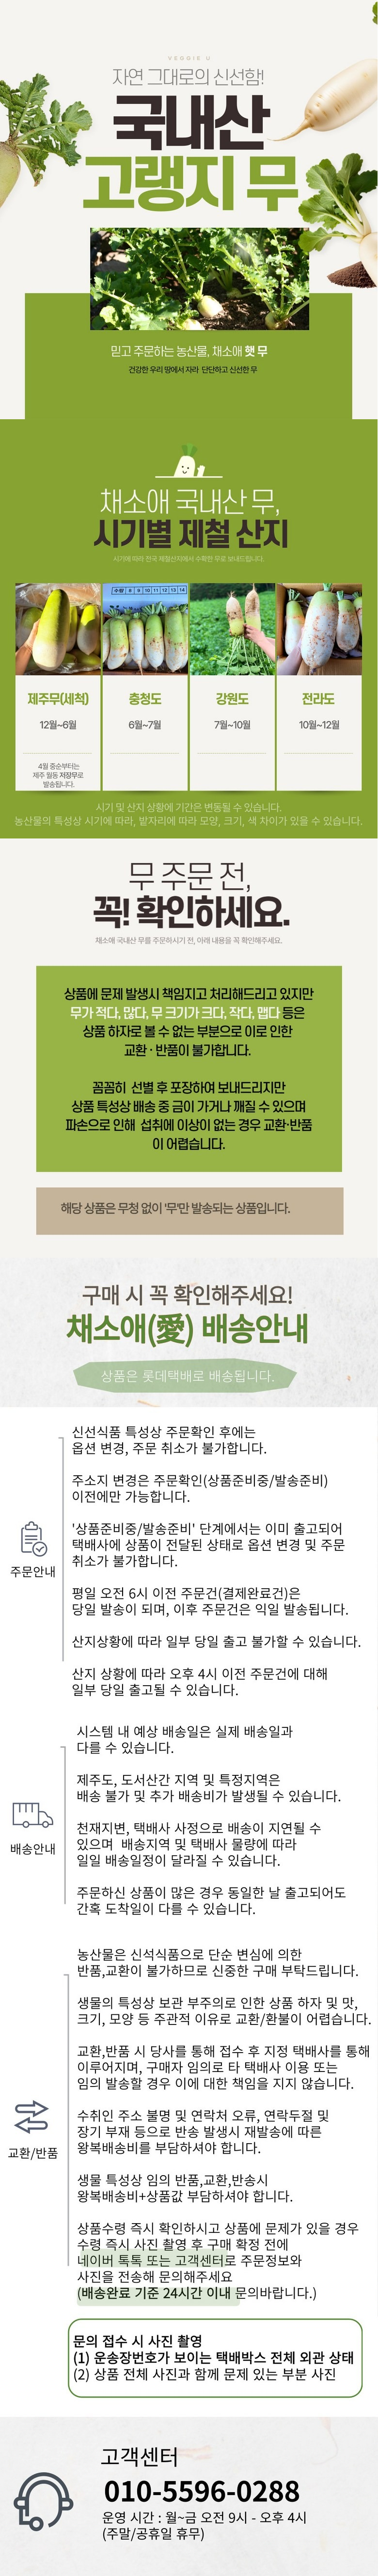 VEGGIE U
자연 그대로의 신선함!
국내산
고랭지 무
믿고 주문하는 농산물, 채소애 햇 무
건강한 우리 땅에서 자라 단단하고 신선한 무
채소애 국내산 무,
시기별 제철 산지
시기에 따라 전국 제철산지에서 수확한 무로 보내드립니다.
수량 8 9 10 11 12 13 14
제주무(세척)
12월~6월
4월 중순부터는
제주 월동 저장무로
발송됩니다.
충청도
6월~7월
강원도
7월~10월
전라도
10월~12월
시기 및 산지 상황에 기간은 변동될 수 있습니다.
농산물의 특성상 시기에 따라, 밭자리에 따라 모양, 크기, 색 차이가 있을 수 있습니다.
무 주문 전,
꼭! 확인하세요.
채소애 국내산 무를 주문하시기 전, 아래 내용을 꼭 확인해주세요.
상품에 문제 발생시 책임지고 처리해드리고 있지만
무가 적다, 많다, 무 크기가 크다, 작다, 맵다 등은
상품 하자로 볼 수 없는 부분으로 이로 인한
교환 · 반품이 불가합니다.
꼼꼼히 선별 후 포장하여 보내드리지만
상품 특성상 배송 중 금이 가거나 깨질 수 있으며
파손으로 인해 섭취에 이상이 없는 경우 교환·반품
이 어렵습니다.
해당 상품은 무청 없이 '무'만 발송되는 상품입니다.
구매 시 꼭 확인해주세요!
채소애(愛) 배송안내
상품은 롯데택배로 배송됩니다.
주문안내
신선식품 특성상 주문확인 후에는
옵션 변경, 주문 취소가 불가합니다.
주소지 변경은 주문확인(상품준비중/발송준비)
이전에만 가능합니다.
'상품준비중/발송준비' 단계에서는 이미 출고되어
택배사에 상품이 전달된 상태로 옵션 변경 및 주문
취소가 불가합니다.
평일 오전 6시 이전 주문건(결제완료건)은
당일 발송이 되며, 이후 주문건은 익일 발송됩니다.
산지상황에 따라 일부 당일 출고 불가할 수 있습니다.
산지 상황에 따라 오후 4시 이전 주문건에 대해
일부 당일 출고될 수 있습니다.
배송안내
시스템 내 예상 배송일은 실제 배송일과
다를 수 있습니다.
제주도, 도서산간 지역 및 특정지역은
배송 불가 및 추가 배송비가 발생될 수 있습니다.
천재지변, 택배사 사정으로 배송이 지연될 수
있으며 배송지역 및 택배사 물량에 따라
일일 배송일정이 달라질 수 있습니다.
주문하신 상품이 많은 경우 동일한 날 출고되어도
간혹 도착일이 다를 수 있습니다.
교환/반품
농산물은 신석식품으로 단순 변심에 의한
반품,교환이 불가하므로 신중한 구매 부탁드립니다.
생물의 특성상 보관 부주의로 인한 상품 하자 및 맛,
크기, 모양 등 주관적 이유로 교환/환불이 어렵습니다.
교환,반품 시 당사를 통해 접수 후 지정 택배사를 통해
이루어지며, 구매자 임의로 타 택배사 이용 또는
임의 발송할 경우 이에 대한 책임을 지지 않습니다.
수취인 주소 불명 및 연락처 오류, 연락두절 및
장기 부재 등으로 반송 발생시 재발송에 따른
왕복배송비를 부담하셔야 합니다.
생물 특성상 임의 반품,교환,반송시
왕복배송비+상품값 부담하셔야 합니다.
상품수령 즉시 확인하시고 상품에 문제가 있을 경우
수령 즉시 사진 촬영 후 구매 확정 전에
네이버 톡톡 또는 고객센터로 주문정보와
사진을 전송해 문의해주세요
(배송완료 기준 24시간 이내 문의바랍니다.)
문의 접수 시 사진 촬영
(1) 운송장번호가 보이는 택배박스 전체 외관 상태
(2) 상품 전체 사진과 함께 문제 있는 부분 사진
고객센터
010-5596-0288
운영 시간 : 월~금 오전 9시 - 오후 4시
(주말/공휴일 휴무)